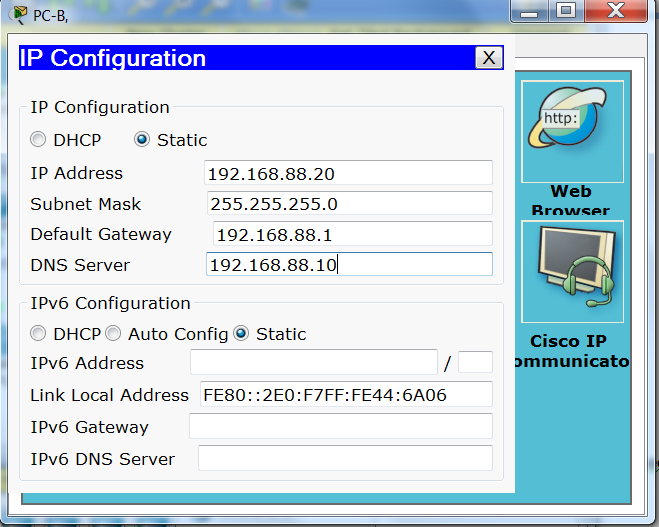 PC-B,
IP Configuration X
IP Configuration
DHCP Static
IP Address 192.168.88.20
Subnet Mask 255.255.255.0
Default Gateway 192.168.88.1
DNS Server 192.168.88.10
IPv6 Configuration
DHCP Auto Config Static
IPv6 Address /
Link Local Address FE80::2E0:F7FF:FE44:6A06
IPv6 Gateway
IPv6 DNS Server
http:
Web
Browser
Cisco IP
ommunicato